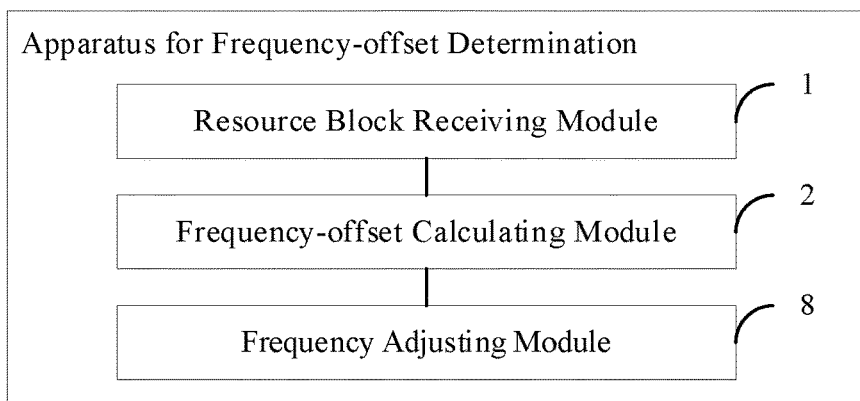 Apparatus for Frequency-offset Determination
1
Resource Block Receiving Module
2
Frequency-offset Calculating Module
8
Frequency Adjusting Module